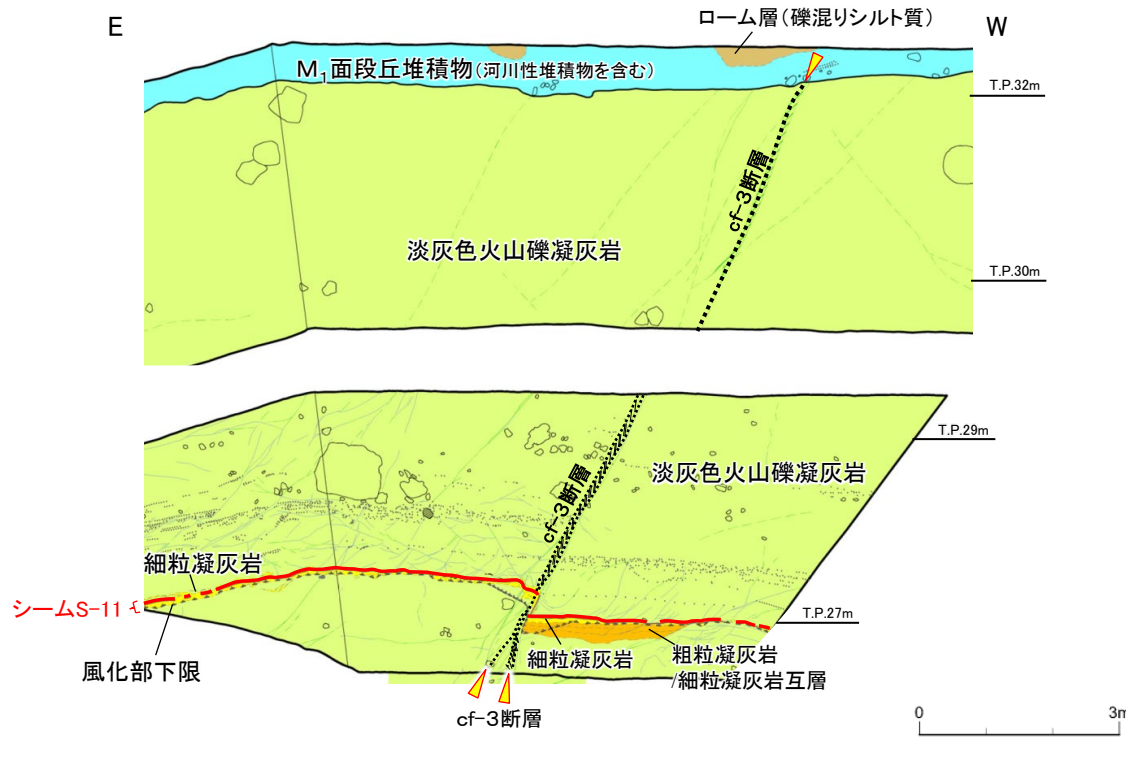 E
ローム層(礫混りシルト質)
W
M₁面段丘堆積物(河川性堆積物を含む)
T.P.32m
cf-3断層
淡灰色火山礫凝灰岩
T.P.30m
T.P.29m
淡灰色火山礫凝灰岩
cf-3断層
細粒凝灰岩
シームS-11
T.P.27m
風化部下限
細粒凝灰岩
粗粒凝灰岩
/細粒凝灰岩互層
cf-3断層
0
3m